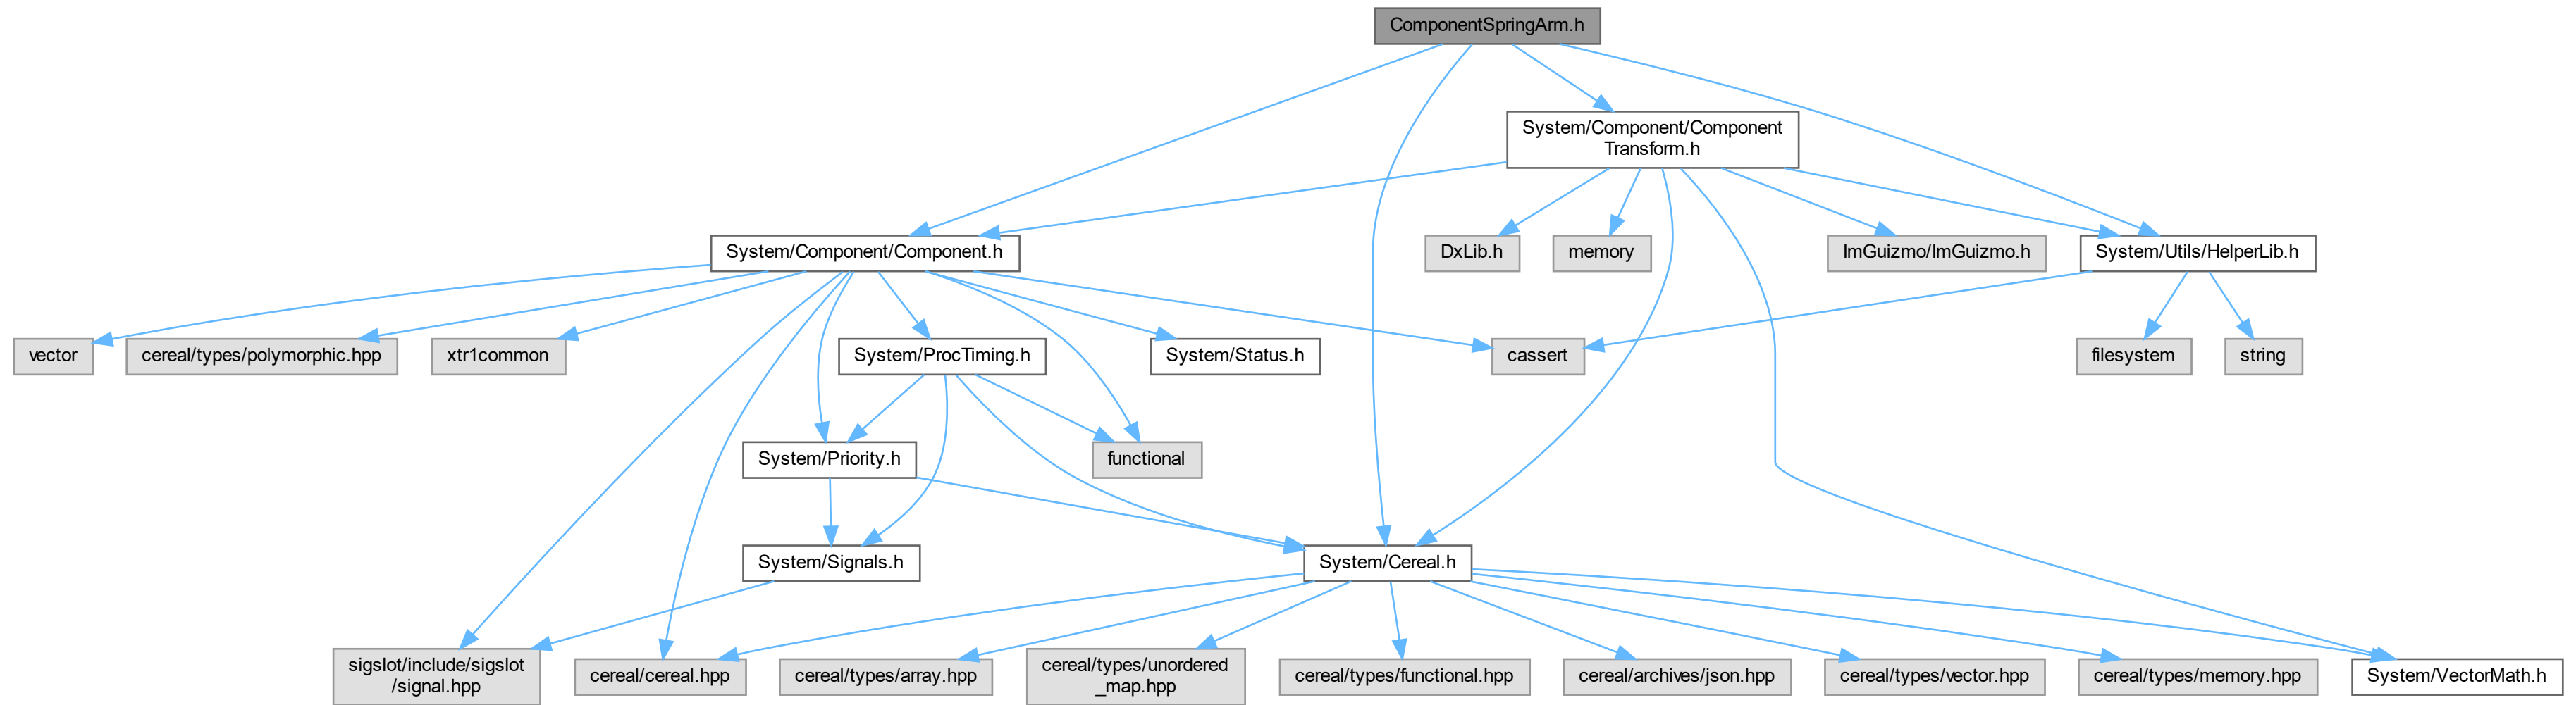 ComponentSpringArm.h
System/Component/Component
Transform.h
System/Component/Component.h
DxLib.h
memory
ImGuizmo/ImGuizmo.h
System/Utils/HelperLib.h
vector
cereal/types/polymorphic.hpp
xtr1common
System/ProcTiming.h
System/Status.h
cassert
filesystem
string
System/Priority.h
functional
System/Signals.h
System/Cereal.h
sigslot/include/sigslot
/signal.hpp
cereal/cereal.hpp
cereal/types/array.hpp
cereal/types/unordered
_map.hpp
cereal/types/functional.hpp
cereal/archives/json.hpp
cereal/types/vector.hpp
cereal/types/memory.hpp
System/VectorMath.h